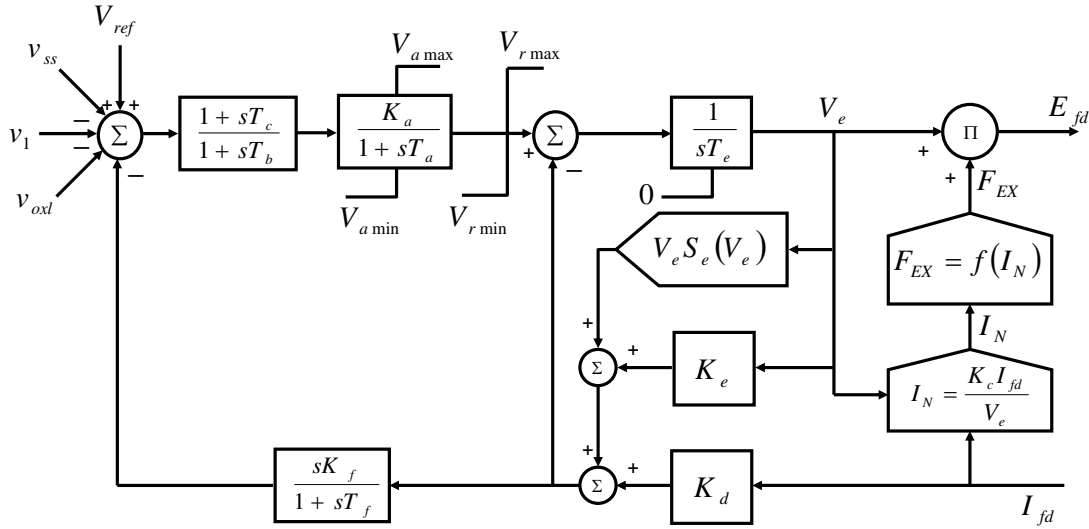 V_ref
v_ss
v_1
v_oxl
+ +
−
−
−
Σ
(1 + sT_c) / (1 + sT_b)
V_a max
K_a / (1 + sT_a)
V_a min
V_r max
V_r min
+
Σ
−
1 / (sT_e)
0
V_e
+
Π
+
E_fd
F_EX
V_e S_e(V_e)
F_EX = f(I_N)
I_N
+
Σ
+
K_e
I_N = (K_c I_fd) / V_e
+
Σ
+
K_d
I_fd
(sK_f) / (1 + sT_f)